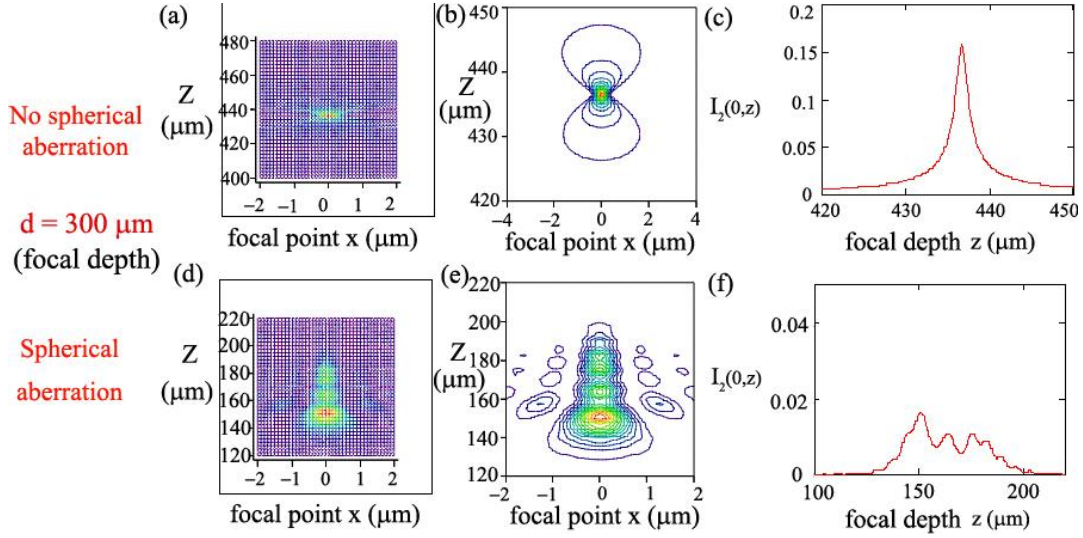 No spherical
aberration
d = 300 μm
(focal depth)
Spherical
aberration
(a)
480
460
Z
440
(μm)
420
400
−2 −1 0 1 2
focal point x (μm)
(b)
450
Z
440
(μm)
430
420
−4 −2 0 2 4
focal point x (μm)
(c)
0.2
0.15
I₂(0,z)
0.1
0.05
0
420 430 440 450
focal depth z (μm)
(d)
220
200
Z
180
(μm)
160
140
120
−2 −1 0 1 2
focal point x (μm)
(e)
220
200
Z
180
(μm)
160
140
120
−2 −1 0 1 2
focal point x (μm)
(f)
0.04
I₂(0,z)
0.02
0
100 150 200
focal depth z (μm)